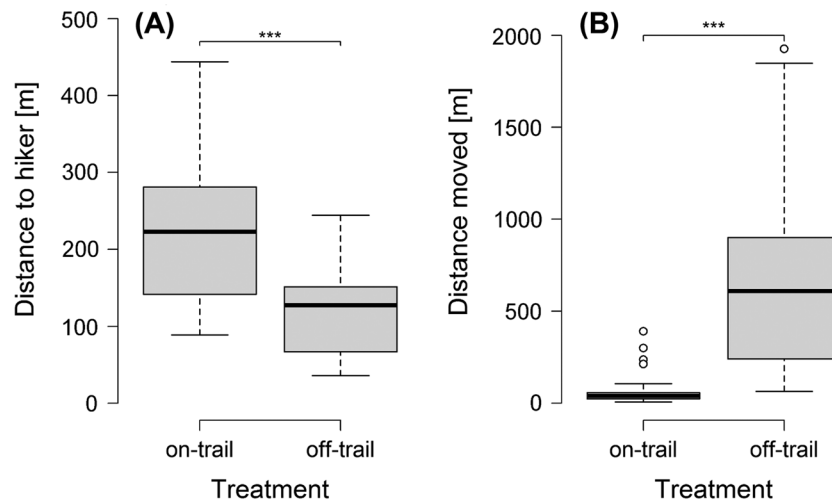 (A)
***
Distance to hiker [m]
500
400
300
200
100
0
on-trail off-trail
Treatment
(B)
***
Distance moved [m]
2000
1500
1000
500
0
on-trail off-trail
Treatment